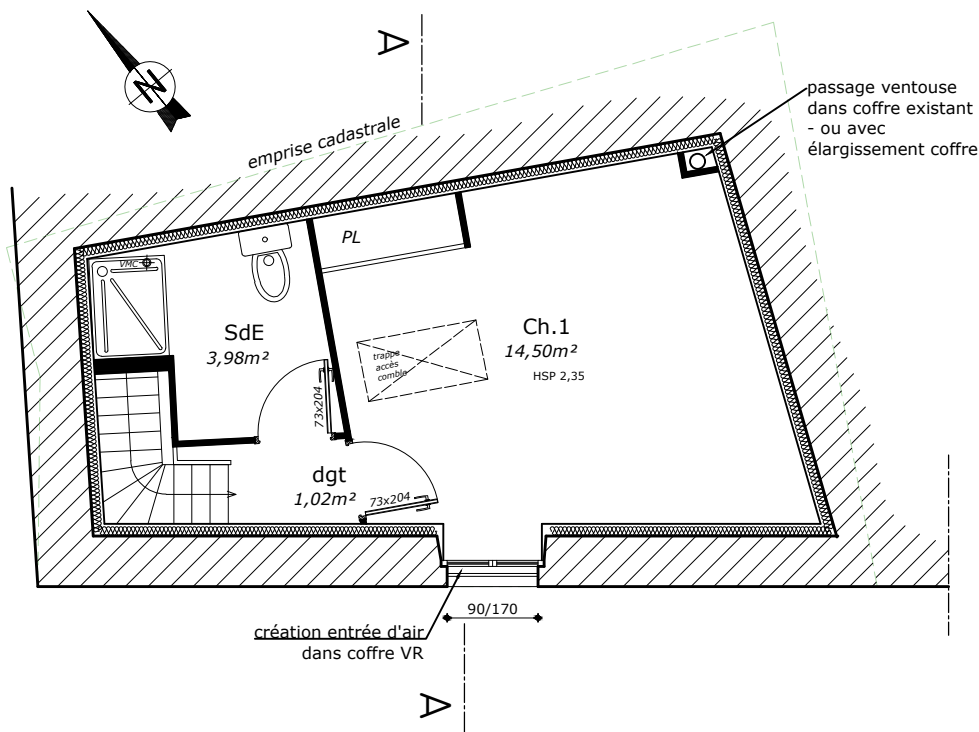 A
N
emprise cadastrale
passage ventouse
dans coffre existant
- ou avec
élargissement coffre
PL
VMC
SdE
3,98m²
Ch.1
14,50m²
HSP 2,35
trappe
accès
comble
73x204
dgt
1,02m²
73x204
90/170
création entrée d'air
dans coffre VR
A